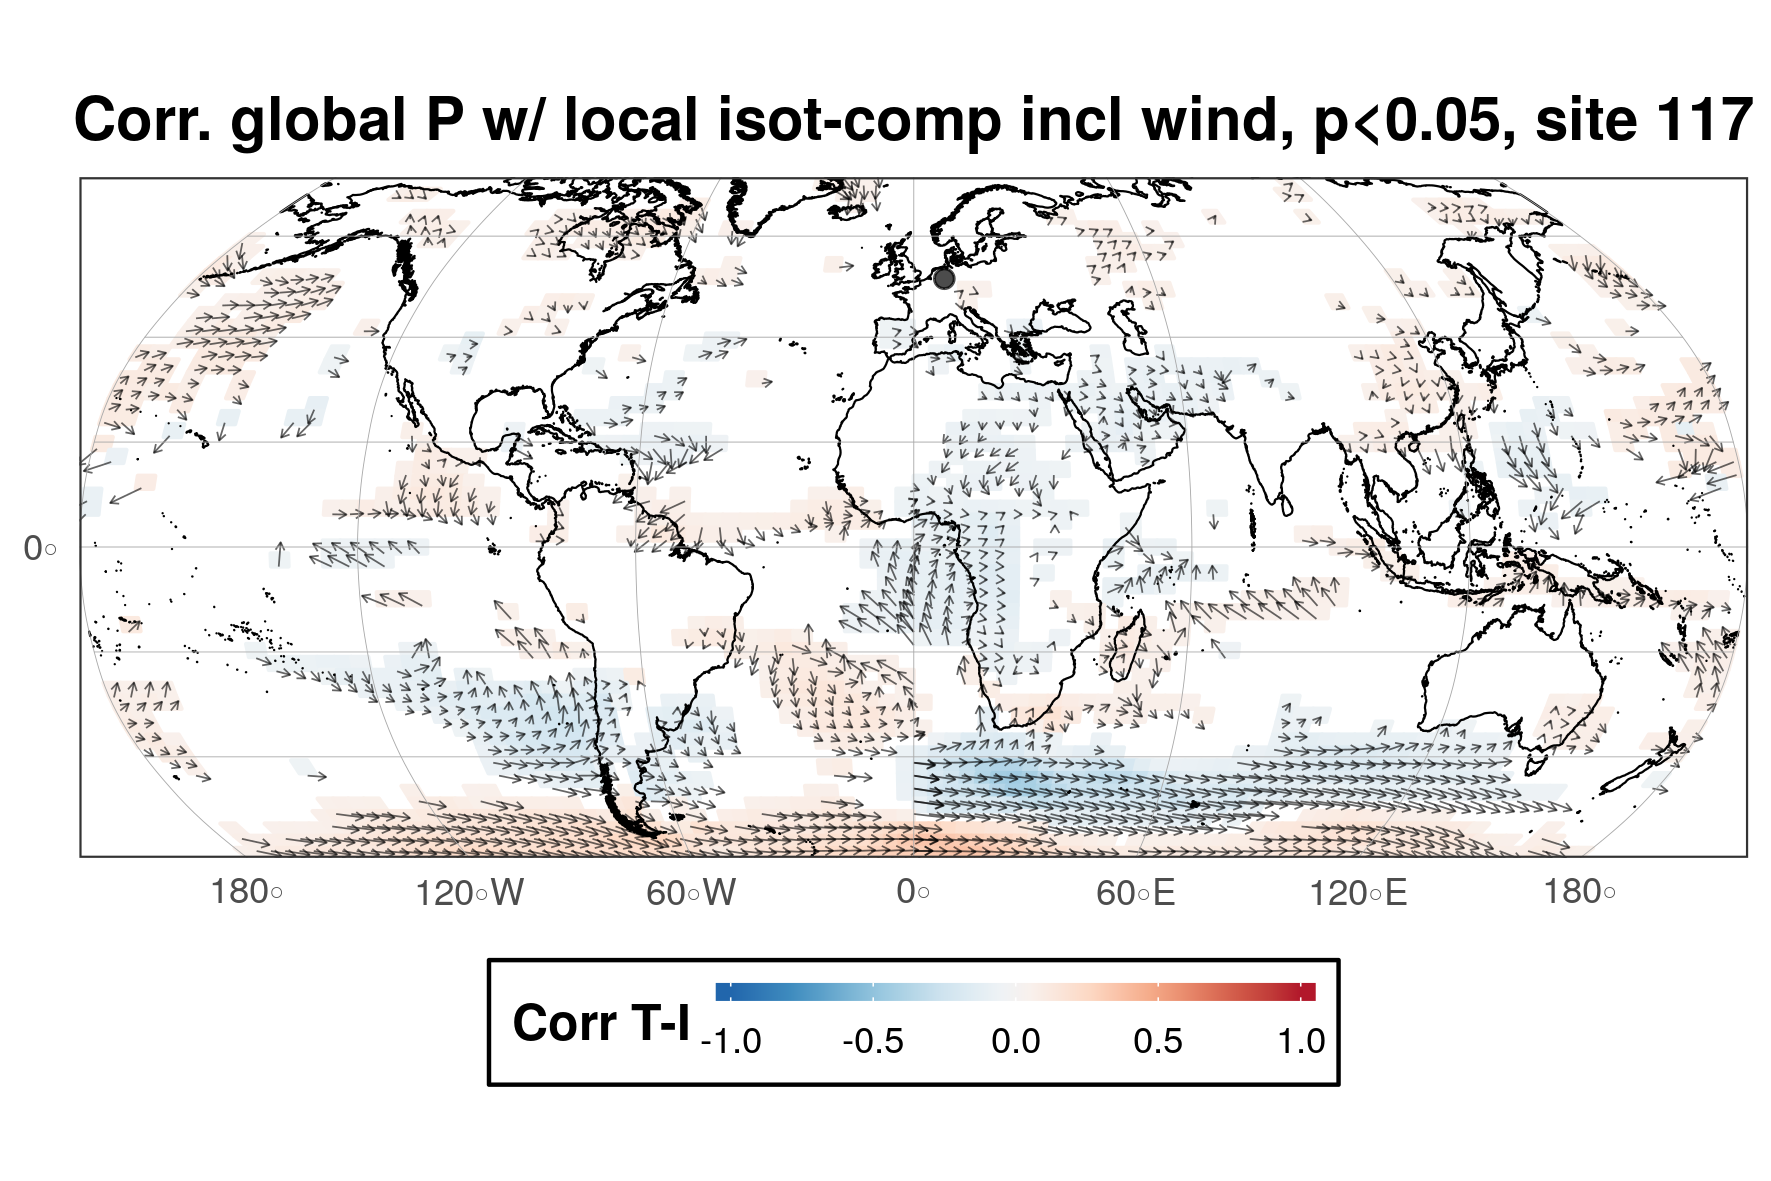 Corr. global P w/ local isot-comp incl wind, p<0.05, site 117
0°
180° 120°W 60°W 0° 60°E 120°E 180°
Corr T-I
-1.0 -0.5 0.0 0.5 1.0